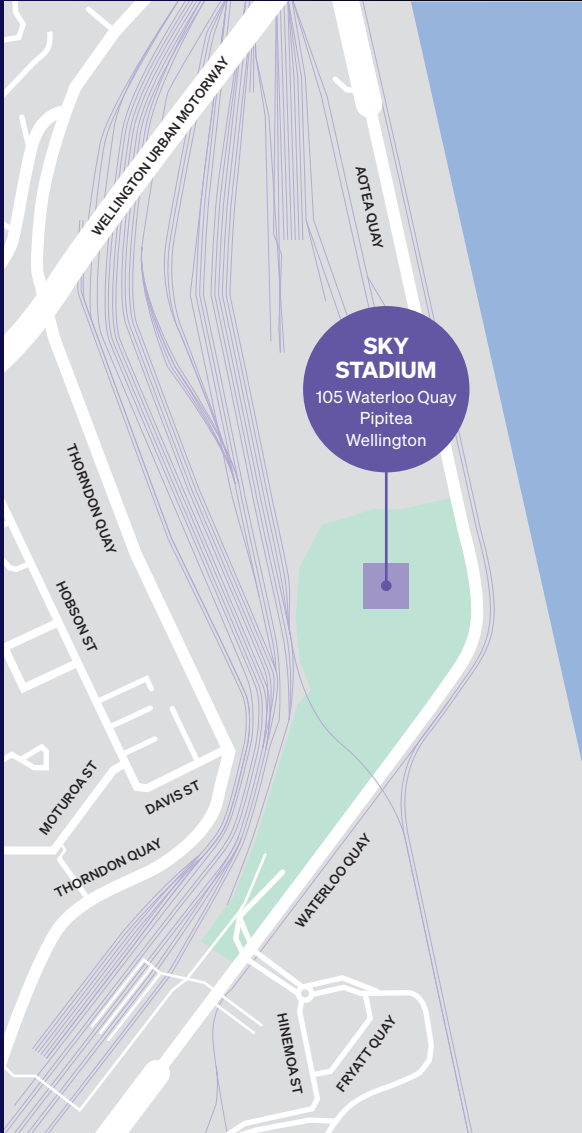 WELLINGTON URBAN MOTORWAY
AOTEA QUAY
SKY
STADIUM
105 Waterloo Quay
Pipitea
Wellington
THORNDON QUAY
HOBSON ST
MOTUROA ST
DAVIS ST
THORNDON QUAY
WATERLOO QUAY
HINEMOA ST
FRYATT QUAY